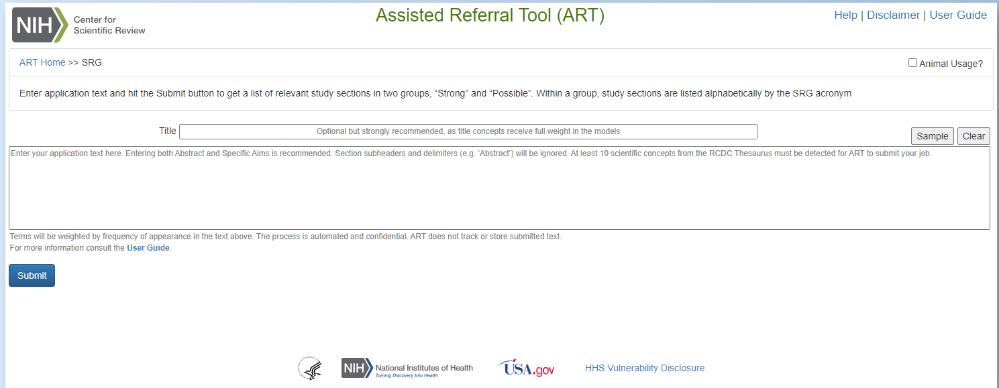 NIH Center for Scientific Review
Assisted Referral Tool (ART)
Help | Disclaimer | User Guide
ART Home >> SRG
Animal Usage?
Enter application text and hit the Submit button to get a list of relevant study sections in two groups, “Strong” and “Possible”. Within a group, study sections are listed alphabetically by the SRG acronym
Title Optional but strongly recommended, as title concepts receive full weight in the models
Sample Clear
Enter your application text here. Entering both Abstract and Specific Aims is recommended. Section subheaders and delimiters (e.g. ‘Abstract’) will be ignored. At least 10 scientific concepts from the RCDC Thesaurus must be detected for ART to submit your job.
Terms will be weighted by frequency of appearance in the text above. The process is automated and confidential. ART does not track or store submitted text.
For more information consult the User Guide.
Submit
NIH National Institutes of Health
Turning Discovery Into Health
USA.gov
HHS Vulnerability Disclosure